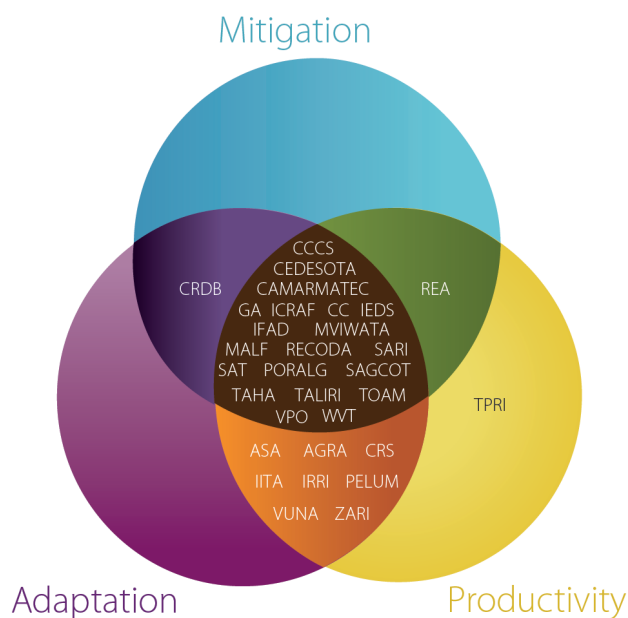 Mitigation
CCCS
CEDESOTA
CRDB
CAMARMATEC
REA
GA ICRAF CC IEDS
IFAD MVIWATA
MALF RECODA SARI
SAT PORALG SAGCOT
TAHA TALIRI TOAM
TPRI
VPO WVT
ASA AGRA CRS
IITA IRRI PELUM
VUNA ZARI
Adaptation
Productivity